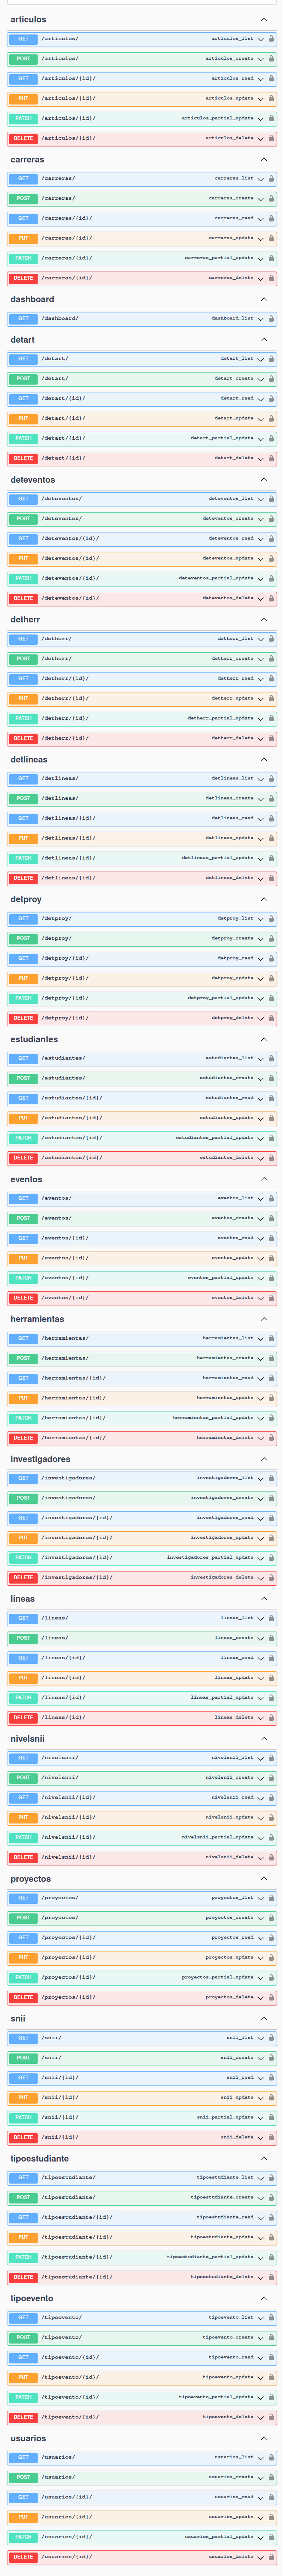 articulos
GET /articulos/ articulos_list
POST /articulos/ articulos_create
GET /articulos/{id}/ articulos_read
PUT /articulos/{id}/ articulos_update
PATCH /articulos/{id}/ articulos_partial_update
DELETE /articulos/{id}/ articulos_delete
carreras
GET /carreras/ carreras_list
POST /carreras/ carreras_create
GET /carreras/{id}/ carreras_read
PUT /carreras/{id}/ carreras_update
PATCH /carreras/{id}/ carreras_partial_update
DELETE /carreras/{id}/ carreras_delete
dashboard
GET /dashboard/ dashboard_list
detart
GET /detart/ detart_list
POST /detart/ detart_create
GET /detart/{id}/ detart_read
PUT /detart/{id}/ detart_update
PATCH /detart/{id}/ detart_partial_update
DELETE /detart/{id}/ detart_delete
deteventos
GET /deteventos/ deteventos_list
POST /deteventos/ deteventos_create
GET /deteventos/{id}/ deteventos_read
PUT /deteventos/{id}/ deteventos_update
PATCH /deteventos/{id}/ deteventos_partial_update
DELETE /deteventos/{id}/ deteventos_delete
detherr
GET /detherr/ detherr_list
POST /detherr/ detherr_create
GET /detherr/{id}/ detherr_read
PUT /detherr/{id}/ detherr_update
PATCH /detherr/{id}/ detherr_partial_update
DELETE /detherr/{id}/ detherr_delete
detlineas
GET /detlineas/ detlineas_list
POST /detlineas/ detlineas_create
GET /detlineas/{id}/ detlineas_read
PUT /detlineas/{id}/ detlineas_update
PATCH /detlineas/{id}/ detlineas_partial_update
DELETE /detlineas/{id}/ detlineas_delete
detproy
GET /detproy/ detproy_list
POST /detproy/ detproy_create
GET /detproy/{id}/ detproy_read
PUT /detproy/{id}/ detproy_update
PATCH /detproy/{id}/ detproy_partial_update
DELETE /detproy/{id}/ detproy_delete
estudiantes
GET /estudiantes/ estudiantes_list
POST /estudiantes/ estudiantes_create
GET /estudiantes/{id}/ estudiantes_read
PUT /estudiantes/{id}/ estudiantes_update
PATCH /estudiantes/{id}/ estudiantes_partial_update
DELETE /estudiantes/{id}/ estudiantes_delete
eventos
GET /eventos/ eventos_list
POST /eventos/ eventos_create
GET /eventos/{id}/ eventos_read
PUT /eventos/{id}/ eventos_update
PATCH /eventos/{id}/ eventos_partial_update
DELETE /eventos/{id}/ eventos_delete
herramientas
GET /herramientas/ herramientas_list
POST /herramientas/ herramientas_create
GET /herramientas/{id}/ herramientas_read
PUT /herramientas/{id}/ herramientas_update
PATCH /herramientas/{id}/ herramientas_partial_update
DELETE /herramientas/{id}/ herramientas_delete
investigadores
GET /investigadores/ investigadores_list
POST /investigadores/ investigadores_create
GET /investigadores/{id}/ investigadores_read
PUT /investigadores/{id}/ investigadores_update
PATCH /investigadores/{id}/ investigadores_partial_update
DELETE /investigadores/{id}/ investigadores_delete
lineas
GET /lineas/ lineas_list
POST /lineas/ lineas_create
GET /lineas/{id}/ lineas_read
PUT /lineas/{id}/ lineas_update
PATCH /lineas/{id}/ lineas_partial_update
DELETE /lineas/{id}/ lineas_delete
nivelsnii
GET /nivelsnii/ nivelsnii_list
POST /nivelsnii/ nivelsnii_create
GET /nivelsnii/{id}/ nivelsnii_read
PUT /nivelsnii/{id}/ nivelsnii_update
PATCH /nivelsnii/{id}/ nivelsnii_partial_update
DELETE /nivelsnii/{id}/ nivelsnii_delete
proyectos
GET /proyectos/ proyectos_list
POST /proyectos/ proyectos_create
GET /proyectos/{id}/ proyectos_read
PUT /proyectos/{id}/ proyectos_update
PATCH /proyectos/{id}/ proyectos_partial_update
DELETE /proyectos/{id}/ proyectos_delete
snii
GET /snii/ snii_list
POST /snii/ snii_create
GET /snii/{id}/ snii_read
PUT /snii/{id}/ snii_update
PATCH /snii/{id}/ snii_partial_update
DELETE /snii/{id}/ snii_delete
tipoestudiante
GET /tipoestudiante/ tipoestudiante_list
POST /tipoestudiante/ tipoestudiante_create
GET /tipoestudiante/{id}/ tipoestudiante_read
PUT /tipoestudiante/{id}/ tipoestudiante_update
PATCH /tipoestudiante/{id}/ tipoestudiante_partial_update
DELETE /tipoestudiante/{id}/ tipoestudiante_delete
tipoevento
GET /tipoevento/ tipoevento_list
POST /tipoevento/ tipoevento_create
GET /tipoevento/{id}/ tipoevento_read
PUT /tipoevento/{id}/ tipoevento_update
PATCH /tipoevento/{id}/ tipoevento_partial_update
DELETE /tipoevento/{id}/ tipoevento_delete
usuarios
GET /usuarios/ usuarios_list
POST /usuarios/ usuarios_create
GET /usuarios/{id}/ usuarios_read
PUT /usuarios/{id}/ usuarios_update
PATCH /usuarios/{id}/ usuarios_partial_update
DELETE /usuarios/{id}/ usuarios_delete